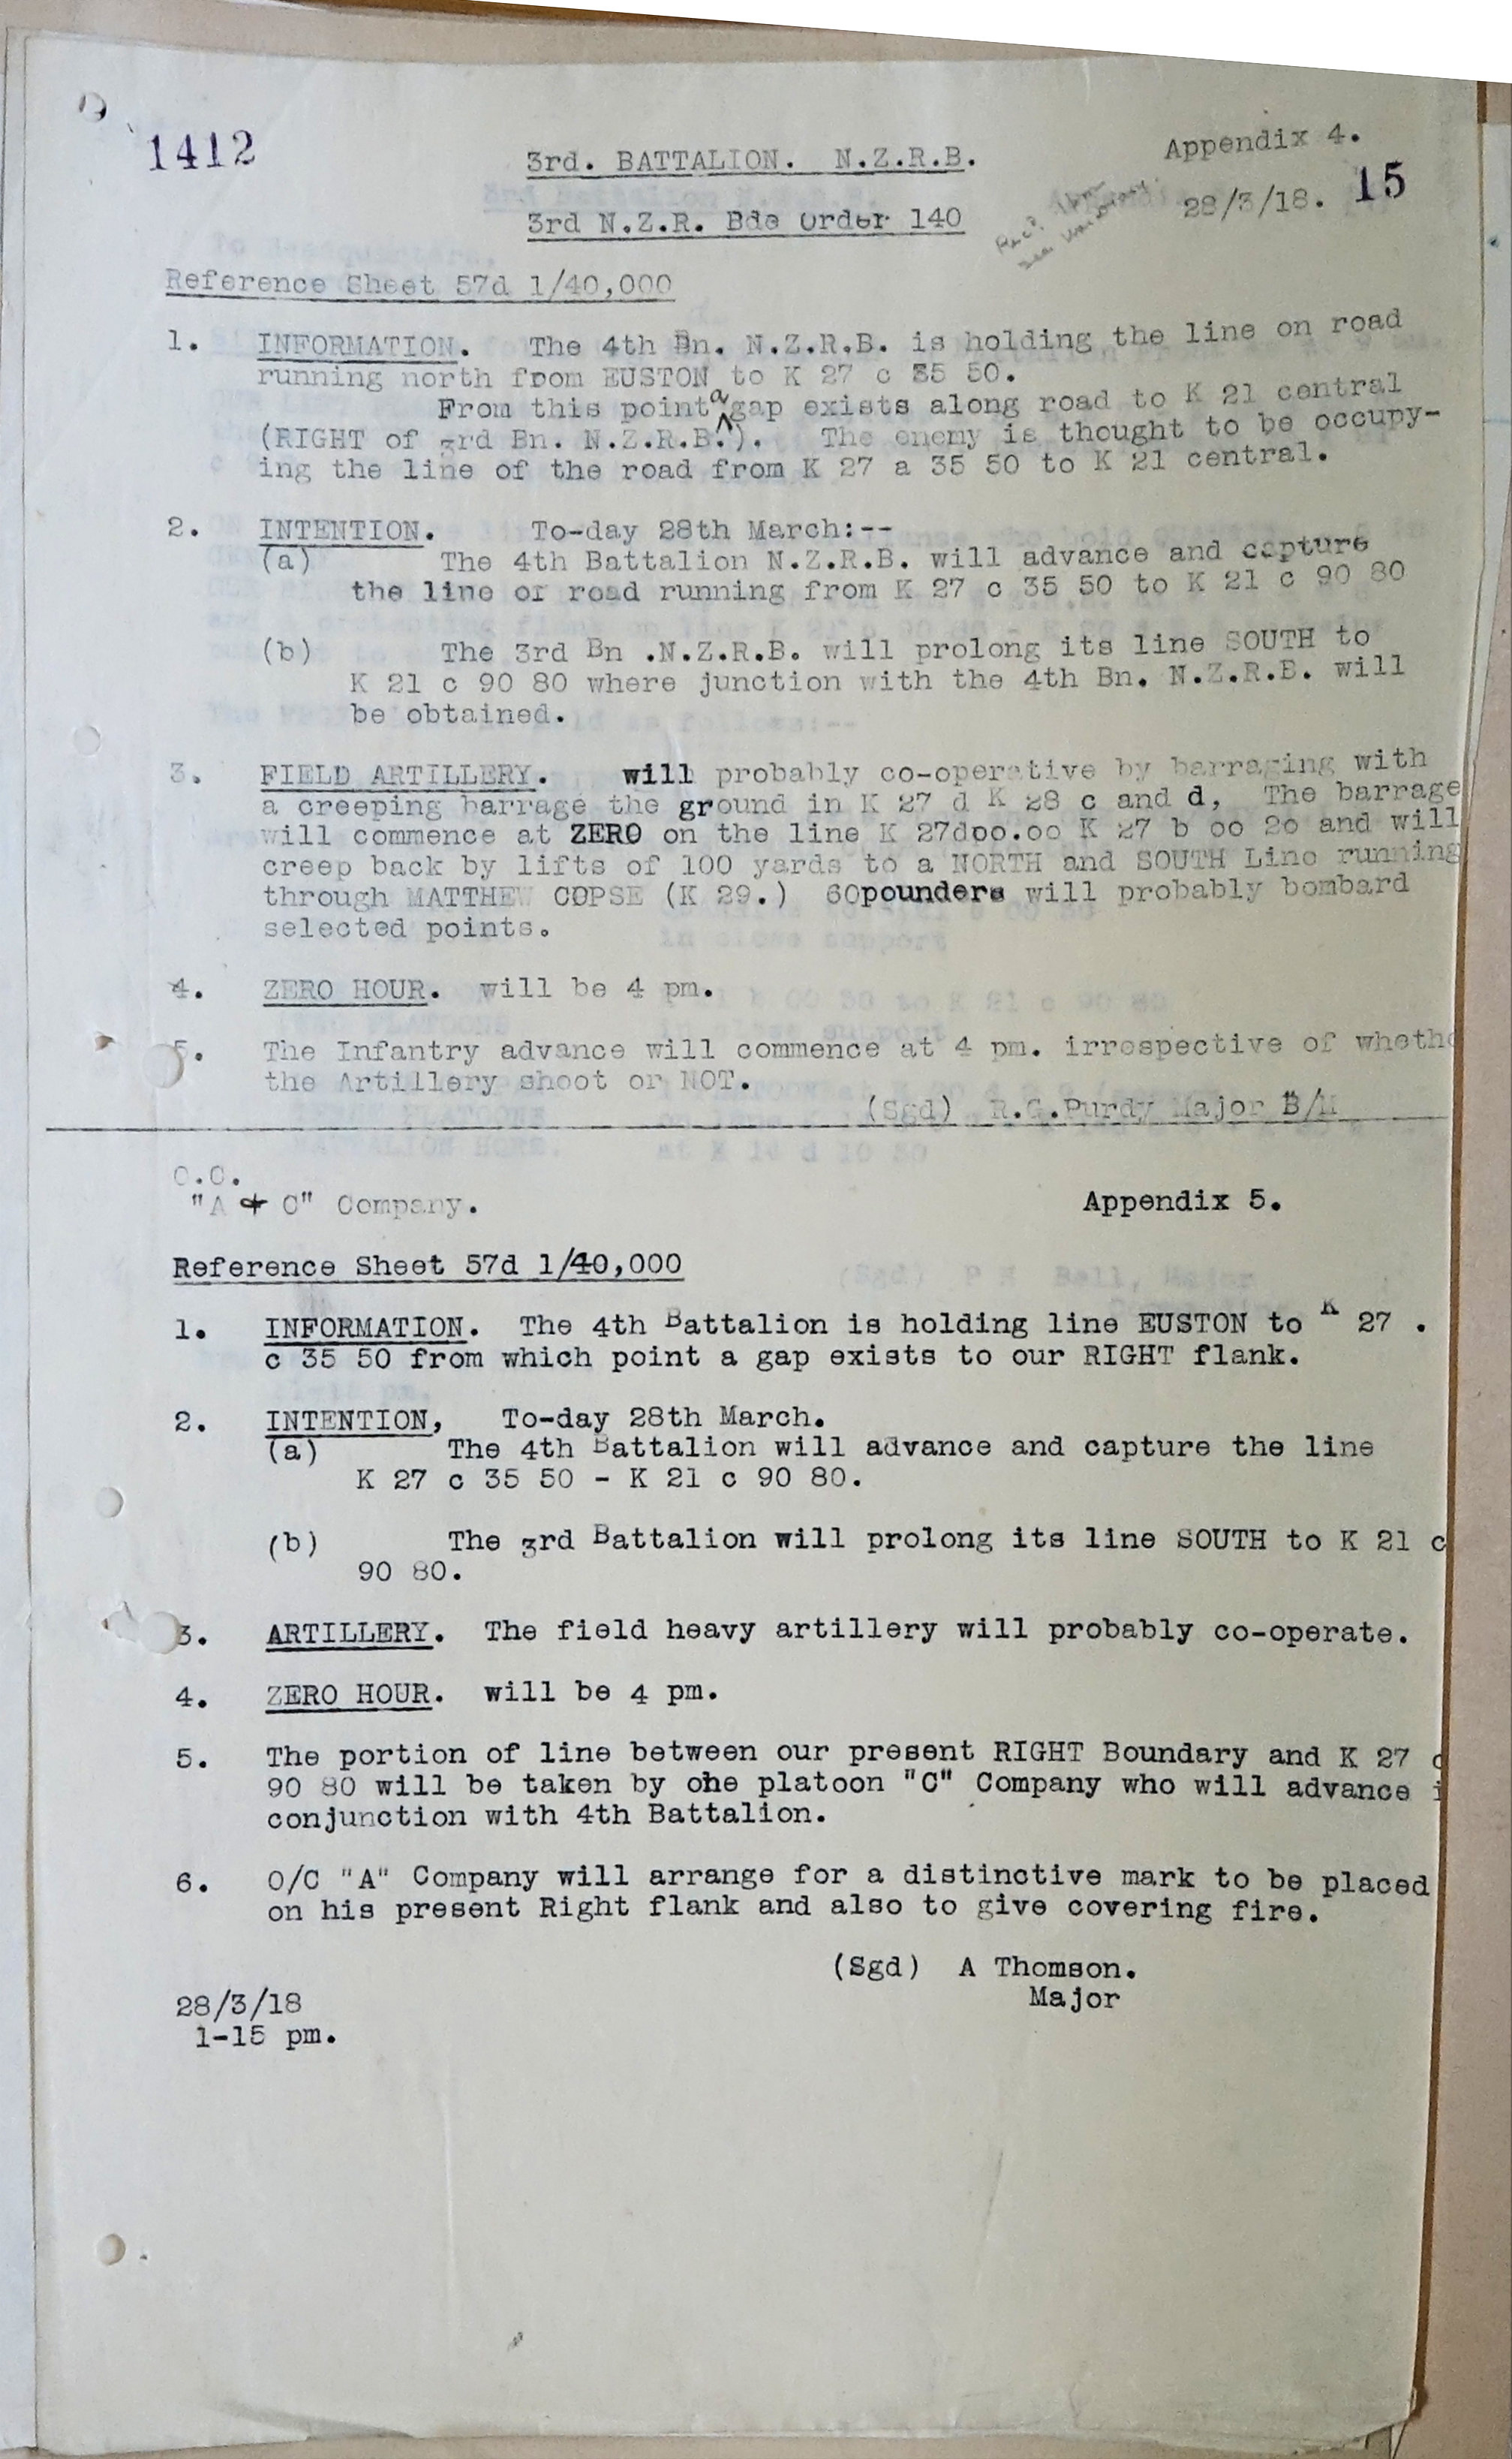 1412
Appendix 4.
3rd. BATTALION. N.Z.R.B.
28/3/18. 15
3rd N.Z.R. Bde Order 140
Reference Sheet 57d 1/40,000
1. INFORMATION. The 4th Bn. N.Z.R.B. is holding the line on road
running north from EUSTON to K 27 c 35 50.
From this point a gap exists along road to K 21 central
(RIGHT of 3rd Bn. N.Z.R.B.). The enemy is thought to be occupy-
ing the line of the road from K 27 a 35 50 to K 21 central.
2. INTENTION. To-day 28th March:--
(a) The 4th Battalion N.Z.R.B. will advance and capture
the line of road running from K 27 c 35 50 to K 21 c 90 80
(b) The 3rd Bn .N.Z.R.B. will prolong its line SOUTH to
K 21 c 90 80 where junction with the 4th Bn. N.Z.R.B. will
be obtained.
3. FIELD ARTILLERY. will probably co-operative by barraging with
a creeping barrage the ground in K 27 d K 28 c and d, The barrage
will commence at ZERO on the line K 27doo.oo K 27 b oo 2o and will
creep back by lifts of 100 yards to a NORTH and SOUTH Line running
through MATTHEW COPSE (K 29.) 60pounders will probably bombard
selected points.
4. ZERO HOUR. will be 4 pm.
5. The Infantry advance will commence at 4 pm. irrespective of whethe
the Artillery shoot or NOT.
(Sgd) R.G.Purdy Major B/M
O.C.
"A + C" Company. Appendix 5.
Reference Sheet 57d 1/40,000
1. INFORMATION. The 4th Battalion is holding line EUSTON to K 27 .
c 35 50 from which point a gap exists to our RIGHT flank.
2. INTENTION, To-day 28th March.
(a) The 4th Battalion will advance and capture the line
K 27 c 35 50 - K 21 c 90 80.
(b) The 3rd Battalion will prolong its line SOUTH to K 21 c
90 80.
3. ARTILLERY. The field heavy artillery will probably co-operate.
4. ZERO HOUR. will be 4 pm.
5. The portion of line between our present RIGHT Boundary and K 27 c
90 80 will be taken by one platoon "C" Company who will advance i
conjunction with 4th Battalion.
6. O/C "A" Company will arrange for a distinctive mark to be placed
on his present Right flank and also to give covering fire.
(Sgd) A Thomson.
Major
28/3/18
1-15 pm.